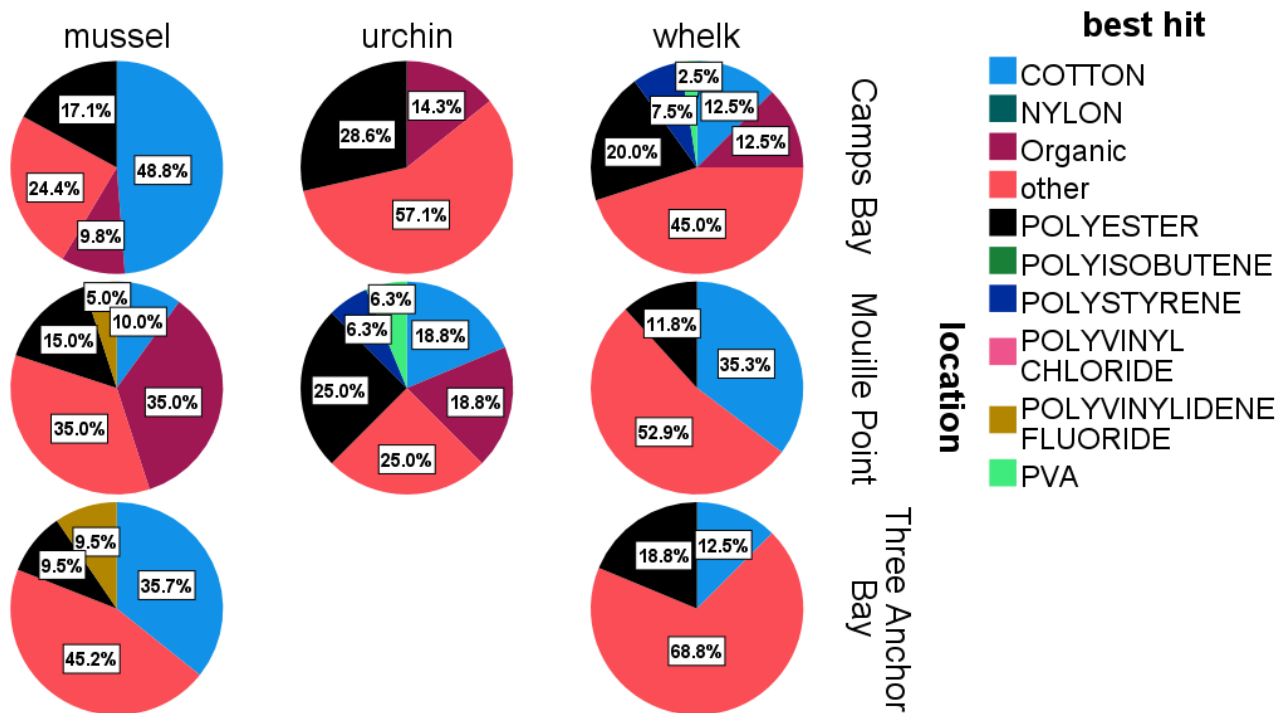 mussel
urchin
whelk
17.1%
48.8%
24.4%
9.8%
14.3%
28.6%
57.1%
2.5%
7.5%
12.5%
12.5%
20.0%
45.0%
Camps Bay
5.0%
10.0%
15.0%
35.0%
35.0%
6.3%
6.3%
18.8%
25.0%
18.8%
25.0%
11.8%
35.3%
52.9%
Mouille Point
9.5%
9.5%
35.7%
45.2%
18.8%
12.5%
68.8%
Three Anchor
Bay
location
best hit
COTTON
NYLON
Organic
other
POLYESTER
POLYISOBUTENE
POLYSTYRENE
POLYVINYL
CHLORIDE
POLYVINYLIDENE
FLUORIDE
PVA